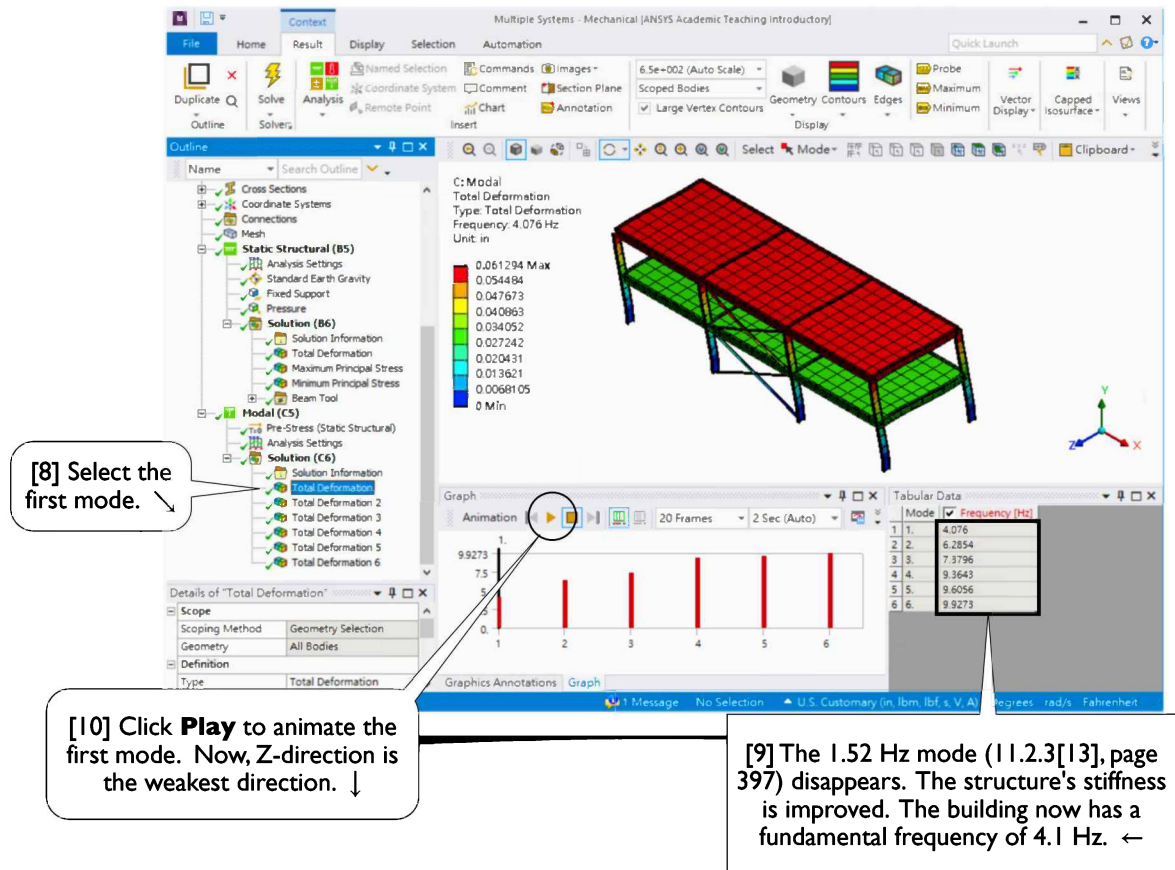 Context
Multiple Systems - Mechanical [ANSYS Academic Teaching Introductory]
File Home Result Display Selection Automation
Quick Launch
Duplicate
Outline
Solve
Solver
Analysis
Named Selection
Coordinate System
Remote Point
Commands
Comment
Chart
Images
Section Plane
Annotation
Insert
6.5e+002 (Auto Scale)
Scoped Bodies
Large Vertex Contours
Geometry Contours Edges
Probe
Maximum
Minimum
Display
Vector
Display
Capped
Isosurface
Views
Outline
Name Search Outline
Select Mode Clipboard
Cross Sections
Coordinate Systems
Connections
Mesh
Static Structural (B5)
Analysis Settings
Standard Earth Gravity
Fixed Support
Pressure
Solution (B6)
Solution Information
Total Deformation
Maximum Principal Stress
Minimum Principal Stress
Beam Tool
Modal (C5)
T=0 Pre-Stress (Static Structural)
Analysis Settings
Solution (C6)
Solution Information
Total Deformation
Total Deformation 2
Total Deformation 3
Total Deformation 4
Total Deformation 5
Total Deformation 6
C: Modal
Total Deformation
Type: Total Deformation
Frequency: 4.076 Hz
Unit: in
0.061294 Max
0.054484
0.047673
0.040863
0.034052
0.027242
0.020431
0.013621
0.0068105
0 Min
Y
Z
X
[8] Select the
first mode. ↘
Details of "Total Deformation"
Scope
Scoping Method Geometry Selection
Geometry All Bodies
Definition
Type Total Deformation
Graph
Animation 20 Frames 2 Sec (Auto)
1.
9.9273
7.5
5.
0.
1 2 3 4 5 6
Graphics Annotations Graph
Tabular Data
Mode Frequency [Hz]
1 1. 4.076
2 2. 6.2854
3 3. 7.3796
4 4. 9.3643
5 5. 9.6056
6 6. 9.9273
1 Message No Selection U.S. Customary (in, lbm, lbf, s, V, A) Degrees rad/s Fahrenheit
[10] Click Play to animate the
first mode. Now, Z-direction is
the weakest direction. ↓
[9] The 1.52 Hz mode (11.2.3[13], page
397) disappears. The structure's stiffness
is improved. The building now has a
fundamental frequency of 4.1 Hz. ←